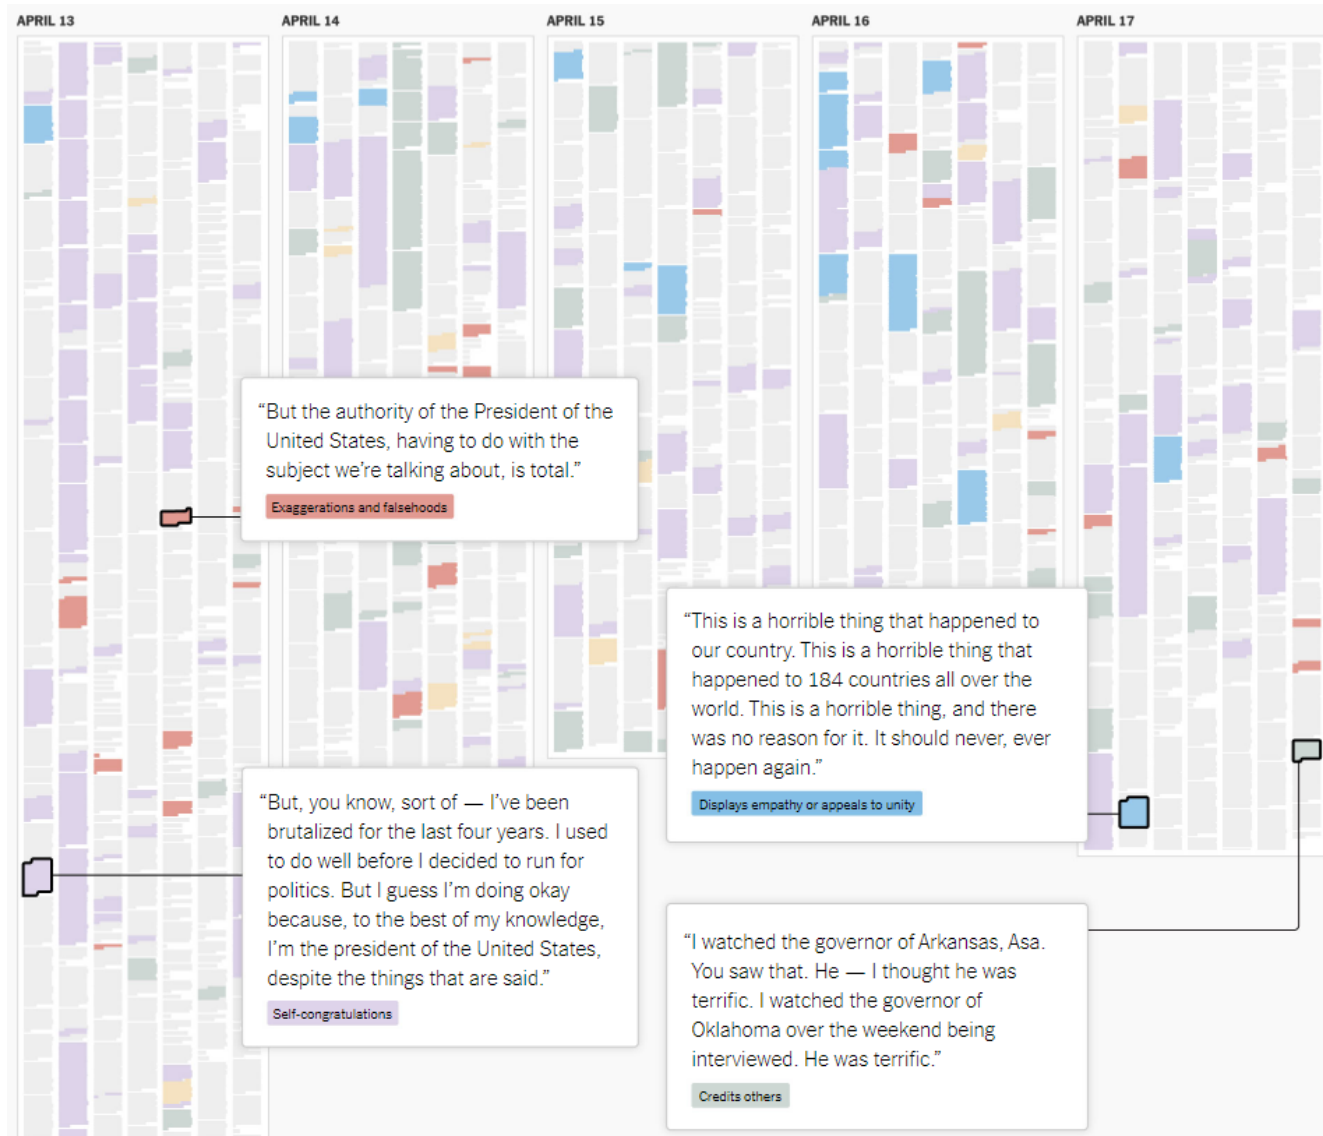 APRIL 13
APRIL 14
APRIL 15
APRIL 16
APRIL 17
“But the authority of the President of the
United States, having to do with the
subject we’re talking about, is total.”
Exaggerations and falsehoods
“This is a horrible thing that happened to
our country. This is a horrible thing that
happened to 184 countries all over the
world. This is a horrible thing, and there
was no reason for it. It should never, ever
happen again.”
Displays empathy or appeals to unity
“But, you know, sort of — I’ve been
brutalized for the last four years. I used
to do well before I decided to run for
politics. But I guess I’m doing okay
because, to the best of my knowledge,
I’m the president of the United States,
despite the things that are said.”
Self-congratulations
“I watched the governor of Arkansas, Asa.
You saw that. He — I thought he was
terrific. I watched the governor of
Oklahoma over the weekend being
interviewed. He was terrific.”
Credits others